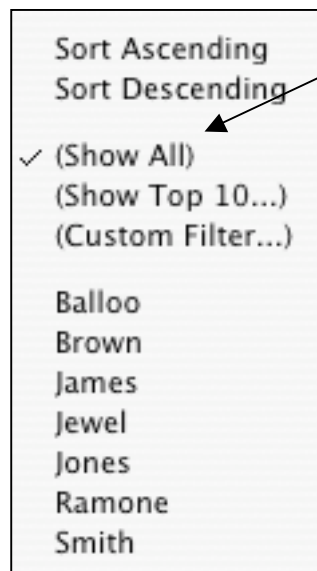 Sort Ascending
Sort Descending
✓ (Show All)
(Show Top 10...)
(Custom Filter...)
Balloo
Brown
James
Jewel
Jones
Ramone
Smith